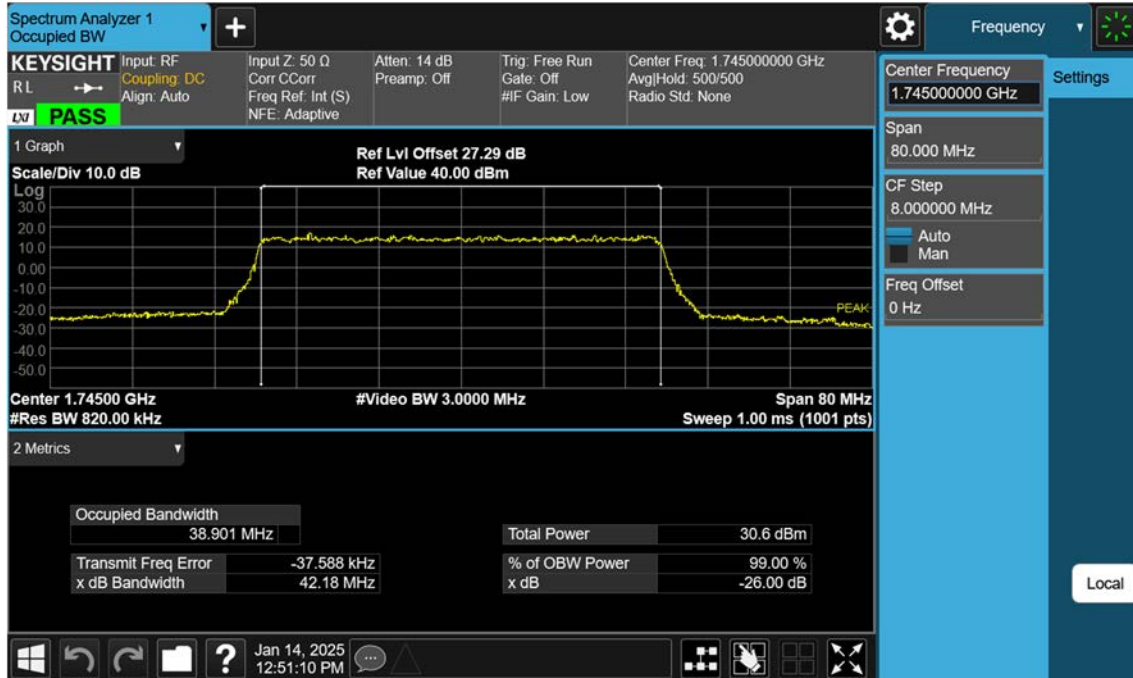 Spectrum Analyzer 1
Occupied BW
+
Frequency
KEYSIGHT
R L
LXI
PASS
Input: RF
Coupling: DC
Align: Auto
Input Z: 50 Ω
Corr CCorr
Freq Ref: Int (S)
NFE: Adaptive
Atten: 14 dB
Preamp: Off
Trig: Free Run
Gate: Off
#IF Gain: Low
Center Freq: 1.745000000 GHz
Avg|Hold: 500/500
Radio Std: None
Center Frequency
1.745000000 GHz
Settings
Span
80.000 MHz
CF Step
8.000000 MHz
Auto
Man
Freq Offset
0 Hz
Local
1 Graph
Scale/Div 10.0 dB
Ref Lvl Offset 27.29 dB
Ref Value 40.00 dBm
Log
30.0
20.0
10.0
0.00
-10.0
-20.0
-30.0
-40.0
-50.0
PEAK
Center 1.74500 GHz
#Video BW 3.0000 MHz
Span 80 MHz
#Res BW 820.00 kHz
Sweep 1.00 ms (1001 pts)
2 Metrics
Occupied Bandwidth
38.901 MHz
Total Power 30.6 dBm
Transmit Freq Error -37.588 kHz
% of OBW Power 99.00 %
x dB Bandwidth 42.18 MHz
x dB -26.00 dB
?
Jan 14, 2025
12:51:10 PM